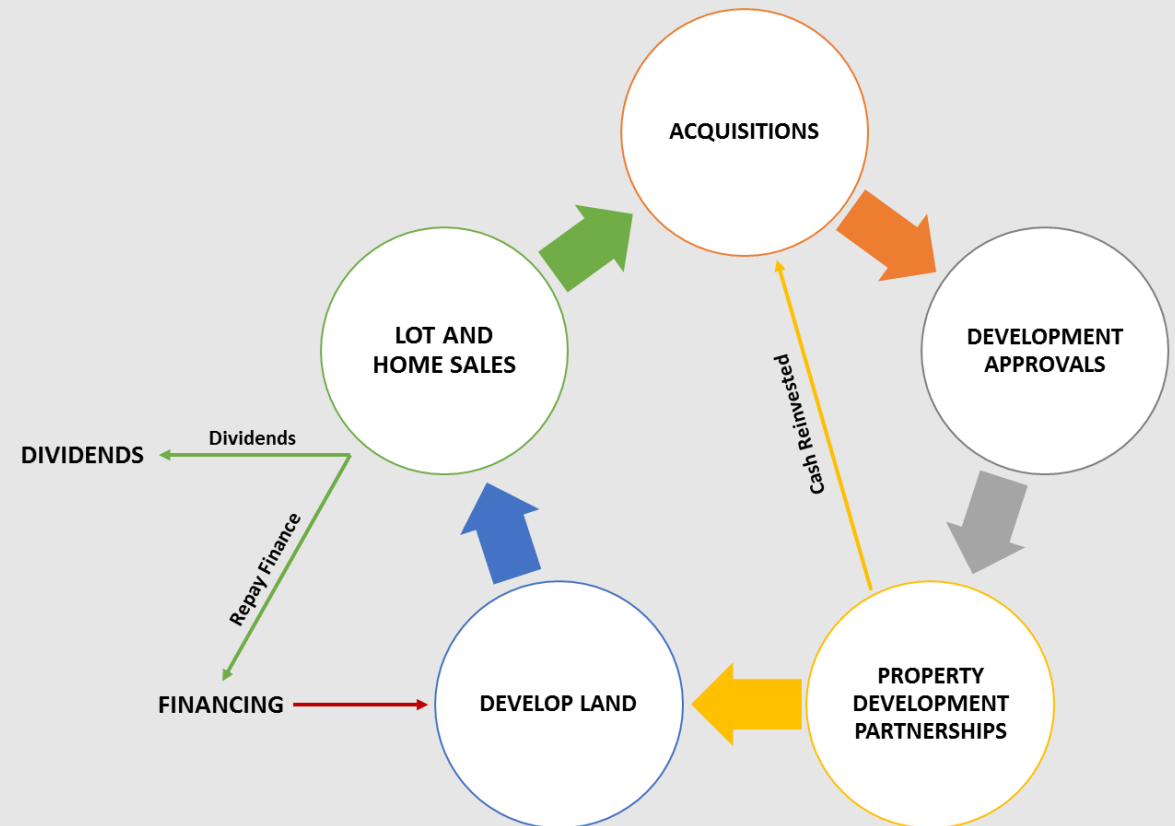 ACQUISITIONS
LOT AND
HOME SALES
DEVELOPMENT
APPROVALS
Cash Reinvested
Dividends
DIVIDENDS
Repay Finance
FINANCING
DEVELOP LAND
PROPERTY
DEVELOPMENT
PARTNERSHIPS